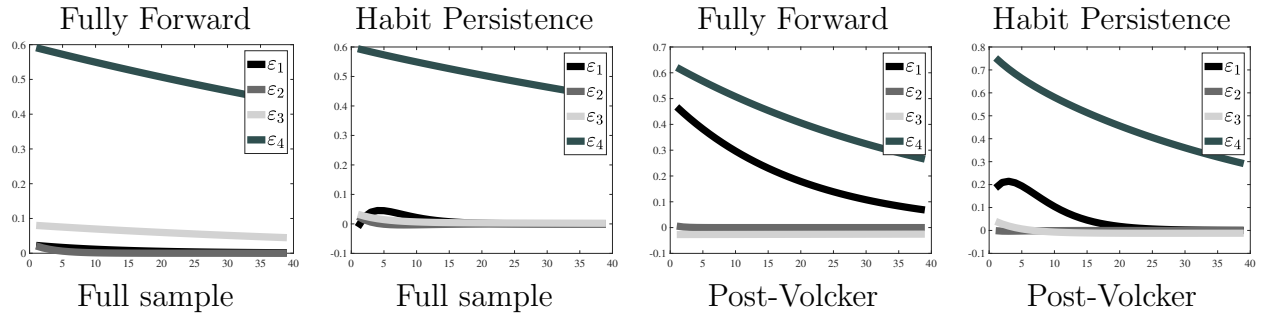 Fully Forward
Habit Persistence
Fully Forward
Habit Persistence
0.6
0.5
0.4
0.3
0.2
0.1
0
0 5 10 15 20 25 30 35 40
ε1
ε2
ε3
ε4
0.6
0.5
0.4
0.3
0.2
0.1
0
-0.1
0 5 10 15 20 25 30 35 40
ε1
ε2
ε3
ε4
0.7
0.6
0.5
0.4
0.3
0.2
0.1
0
-0.1
0 5 10 15 20 25 30 35 40
ε1
ε2
ε3
ε4
0.8
0.7
0.6
0.5
0.4
0.3
0.2
0.1
0
-0.1
0 5 10 15 20 25 30 35 40
ε1
ε2
ε3
ε4
Full sample
Full sample
Post-Volcker
Post-Volcker